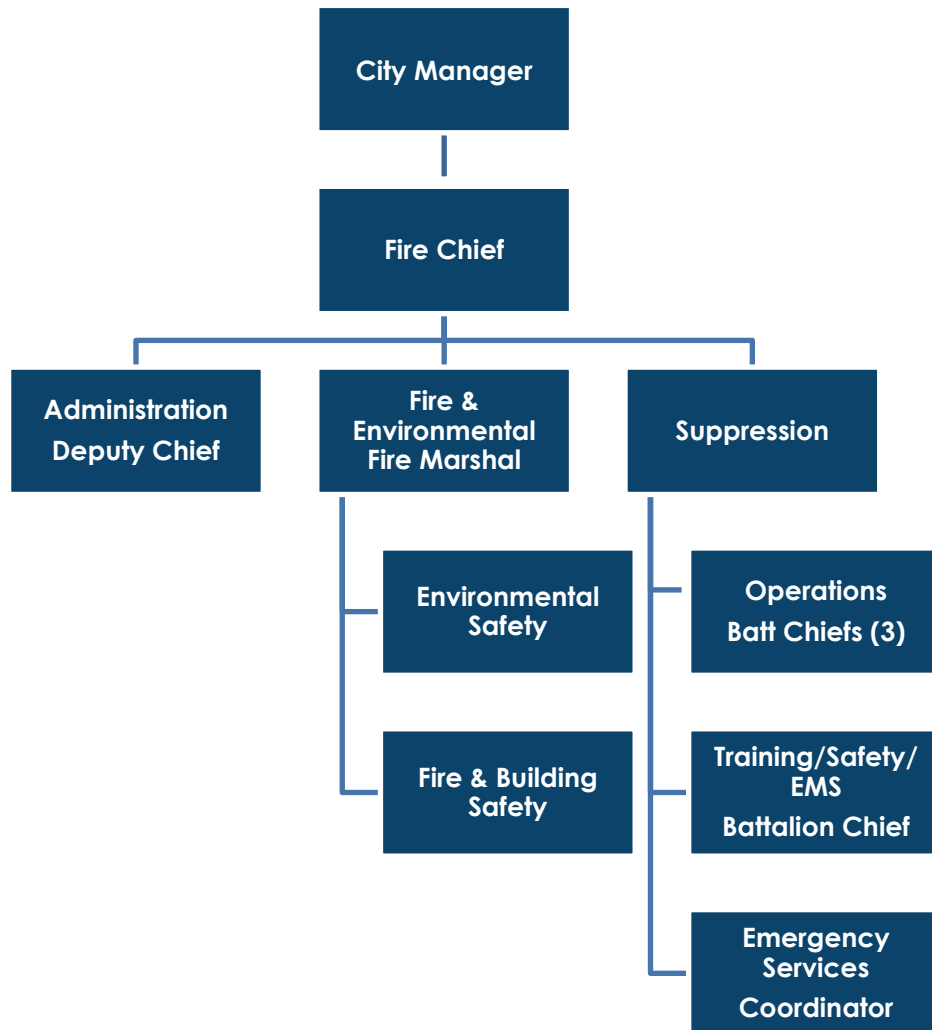 City Manager
Fire Chief
Administration
Deputy Chief
Fire &
Environmental
Fire Marshal
Suppression
Environmental
Safety
Fire & Building
Safety
Operations
Batt Chiefs (3)
Training/Safety/
EMS
Battalion Chief
Emergency
Services
Coordinator